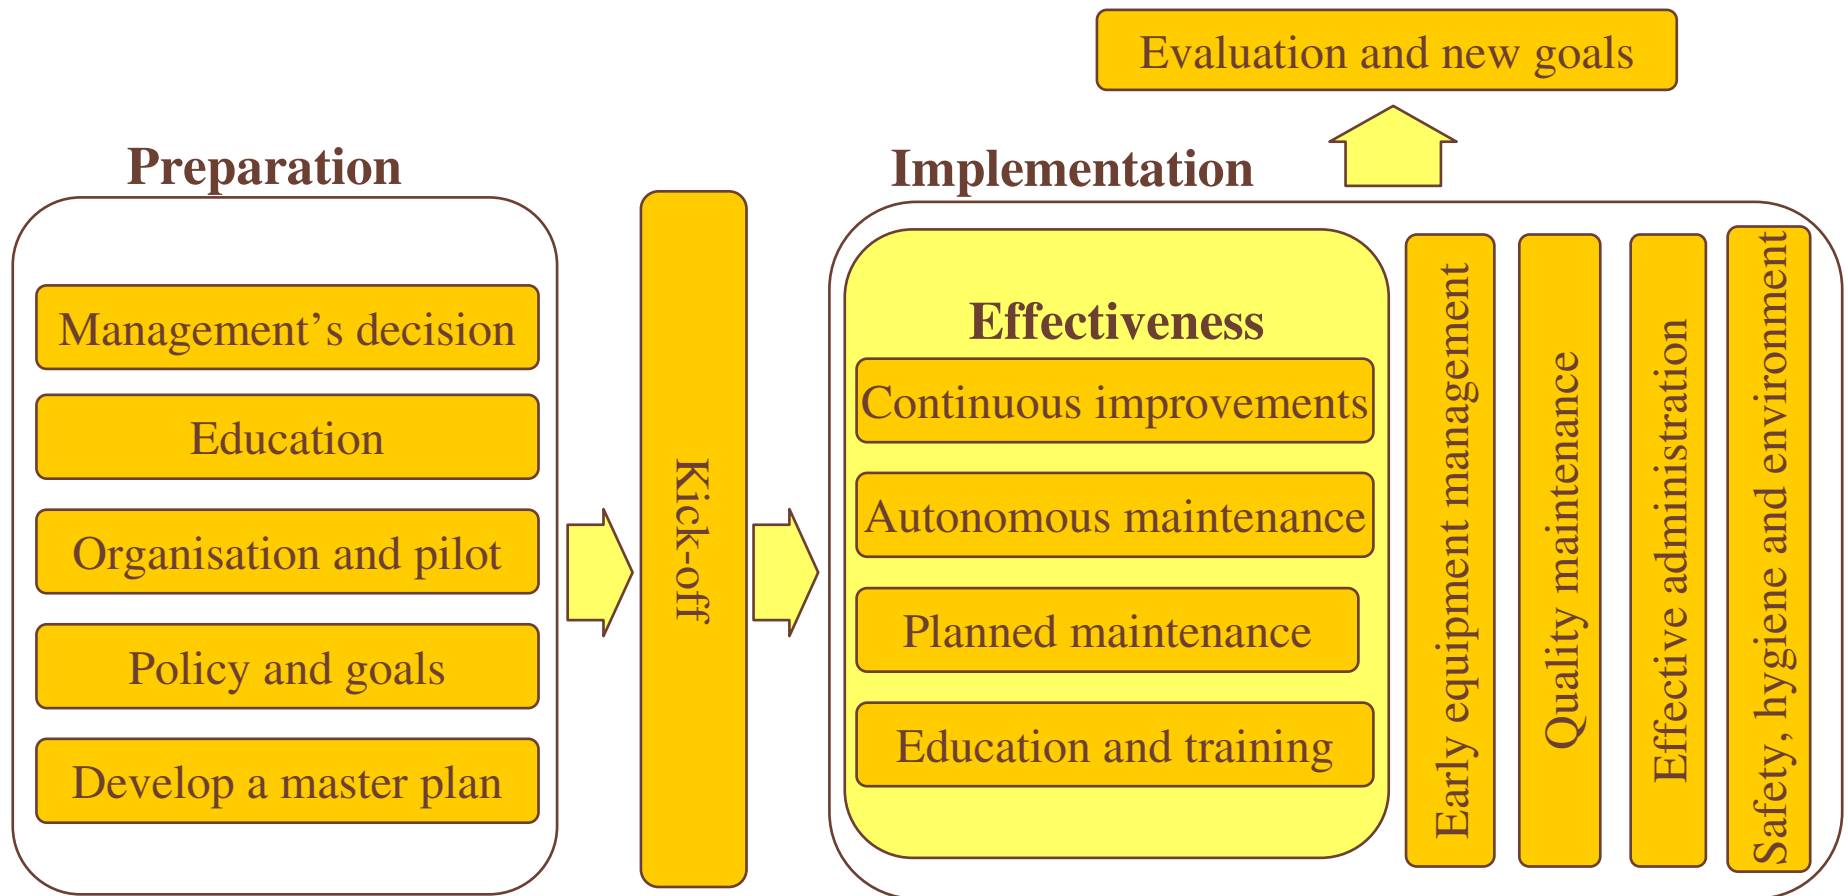 Evaluation and new goals
Preparation
Management’s decision
Education
Organisation and pilot
Policy and goals
Develop a master plan
Kick-off
Implementation
Effectiveness
Continuous improvements
Autonomous maintenance
Planned maintenance
Education and training
Early equipment management
Quality maintenance
Effective administration
Safety, hygiene and environment